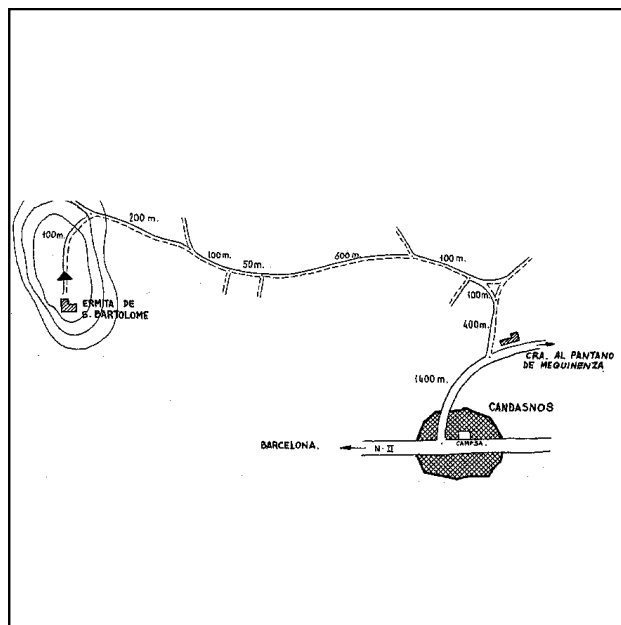 200 m.
100m.
100m.
50m.
600 m.
100m.
100m.
ERMITA DE
S. BARTOLOME
400m.
CRA. AL PANTANO
DE MEQUINENZA
1400 m.
CANDASNOS
BARCELONA.
N-II
CAMPSA